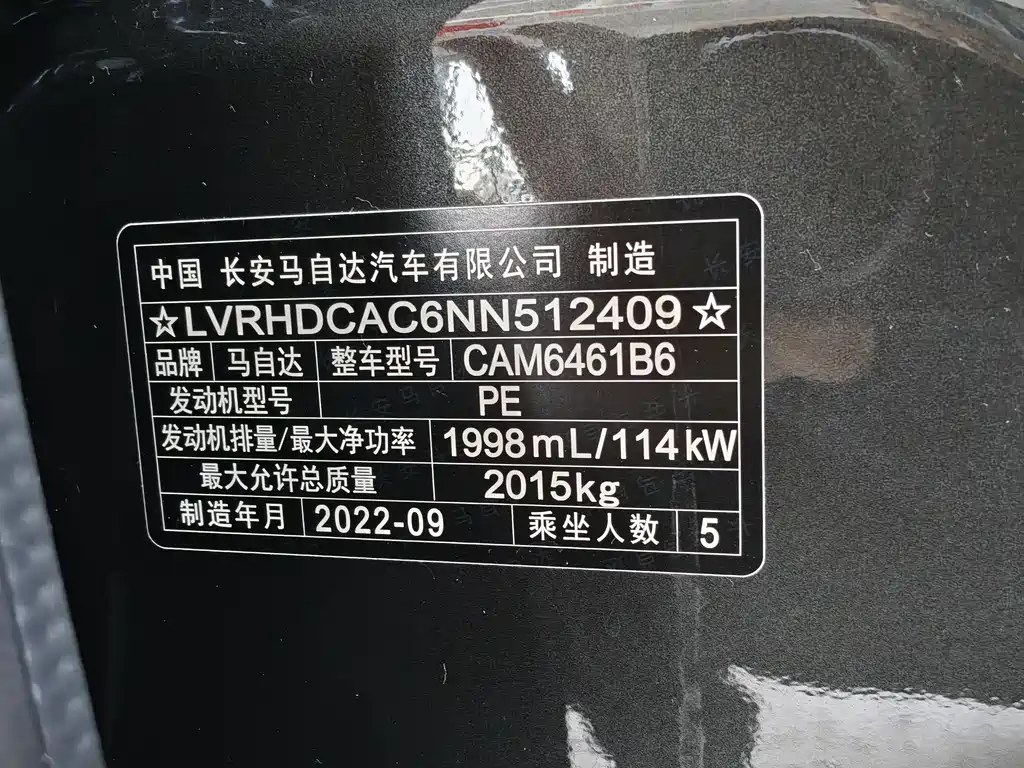 中国 长安马自达汽车有限公司 制造
☆LVRHDCAC6NN512409☆
品牌 马自达 整车型号 CAM6461B6
发动机型号 PE
发动机排量/最大净功率 1998mL/114kW
最大允许总质量 2015kg
制造年月 2022-09 乘坐人数 5